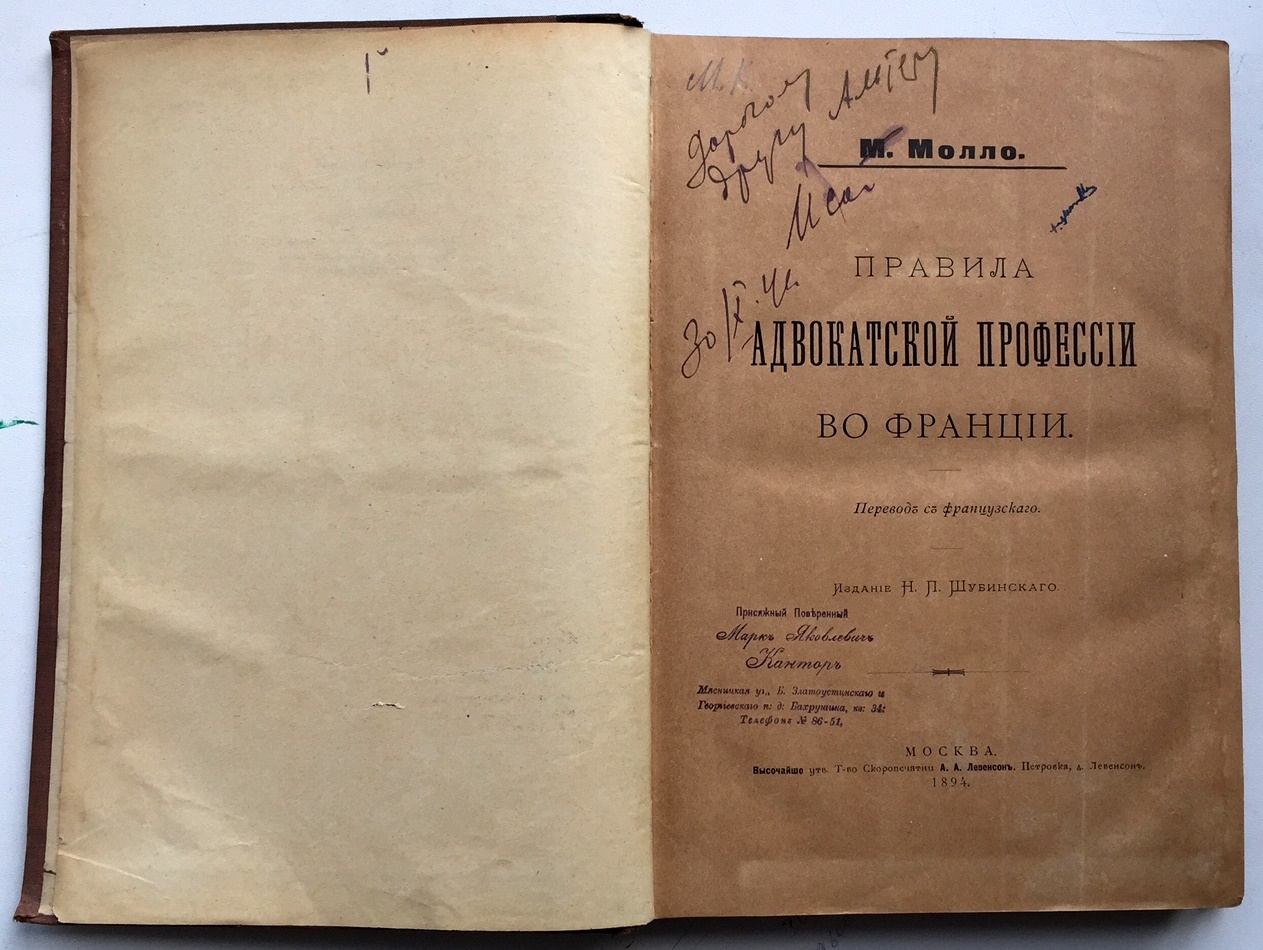 М. К.
Дорогому
другу
М. Молло.
ПРАВИЛА
АДВОКАТСКОЙ ПРОФЕССІИ
ВО ФРАНЦІИ.
Переводъ съ французскаго.
Изданіе Н. П. Шубинскаго.
Присяжный Повѣренный
Маркъ Яковлевичъ
Канторъ
Мясницкая уг., Б. Златоустинскаго и
Георгіевскаго п: д: Бахрушина, кв: 34:
Телефонъ № 86-51,
МОСКВА.
Высочайше утв. Т-во Скоропечатни А. А. Левенсонъ. Петровка, д. Левенсонъ.
1894.